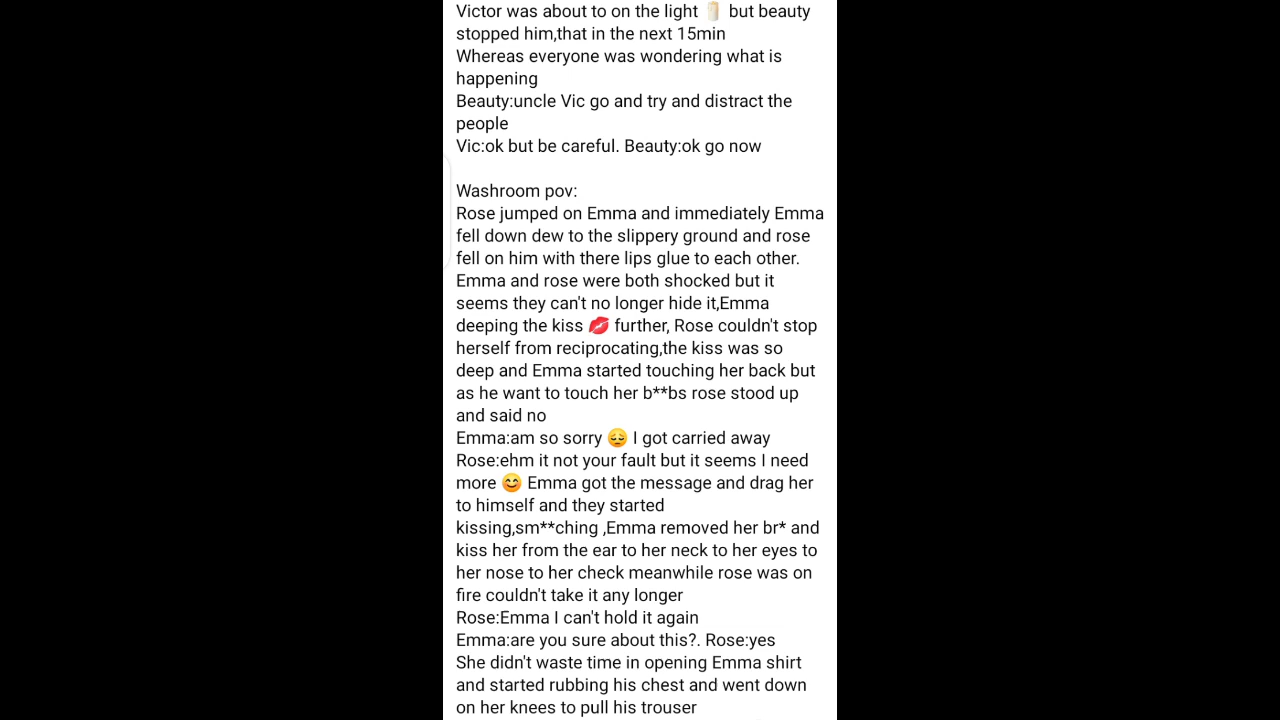 Victor was about to on the light 🕯️ but beauty
stopped him,that in the next 15min
Whereas everyone was wondering what is
happening
Beauty:uncle Vic go and try and distract the
people
Vic:ok but be careful. Beauty:ok go now
Washroom pov:
Rose jumped on Emma and immediately Emma
fell down dew to the slippery ground and rose
fell on him with there lips glue to each other.
Emma and rose were both shocked but it
seems they can't no longer hide it,Emma
deeping the kiss 💋 further, Rose couldn't stop
herself from reciprocating,the kiss was so
deep and Emma started touching her back but
as he want to touch her b**bs rose stood up
and said no
Emma:am so sorry 😔 I got carried away
Rose:ehm it not your fault but it seems I need
more 😊 Emma got the message and drag her
to himself and they started
kissing,sm**ching ,Emma removed her br* and
kiss her from the ear to her neck to her eyes to
her nose to her check meanwhile rose was on
fire couldn't take it any longer
Rose:Emma I can't hold it again
Emma:are you sure about this?. Rose:yes
She didn't waste time in opening Emma shirt
and started rubbing his chest and went down
on her knees to pull his trouser